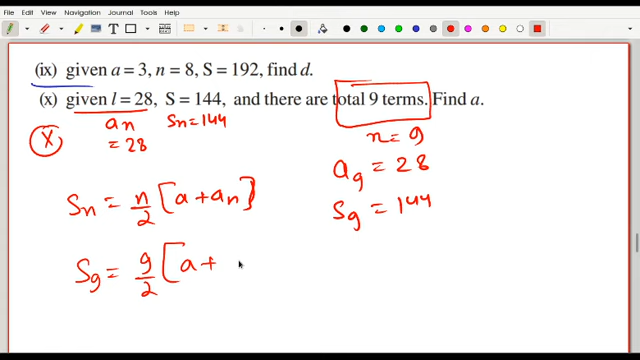 File Edit View Journal Tools Options Help
(ix) given a = 3, n = 8, S = 192, find d.
(x) given l = 28, S = 144, and there are total 9 terms. Find a.
(x)
an = 28
Sn = 144
n = 9
a9 = 28
S9 = 144
Sn = n/2 [a + an]
S9 = 9/2 [a +